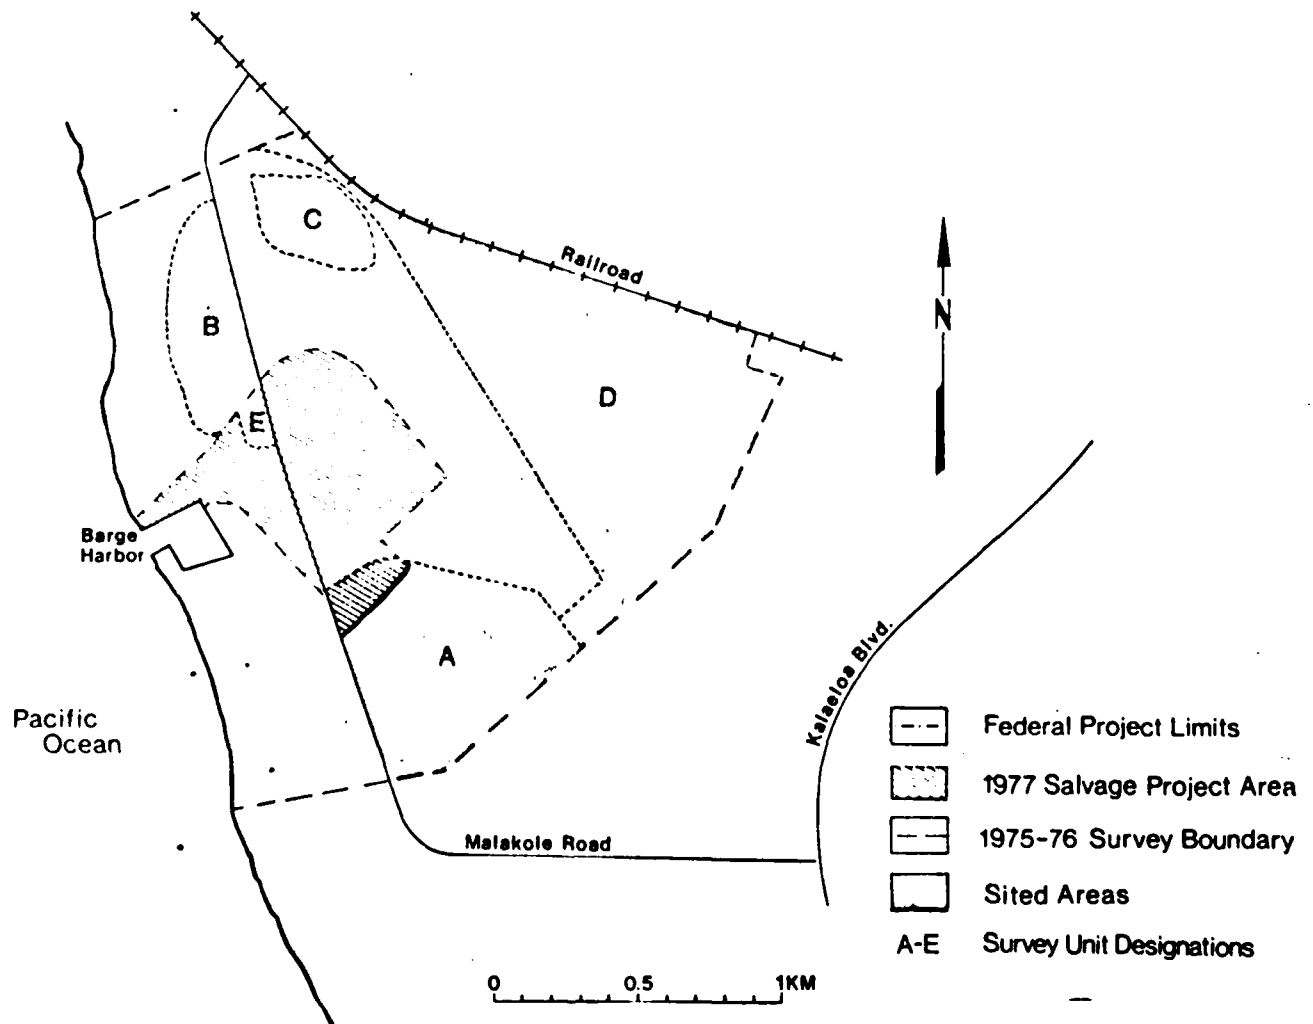 C
Railroad
N
B
D
E
Barge
Harbor
A
Kalaeloa Blvd.
Pacific
Ocean
Malakole Road
Federal Project Limits
1977 Salvage Project Area
1975-76 Survey Boundary
Sited Areas
A-E Survey Unit Designations
0 0.5 1KM